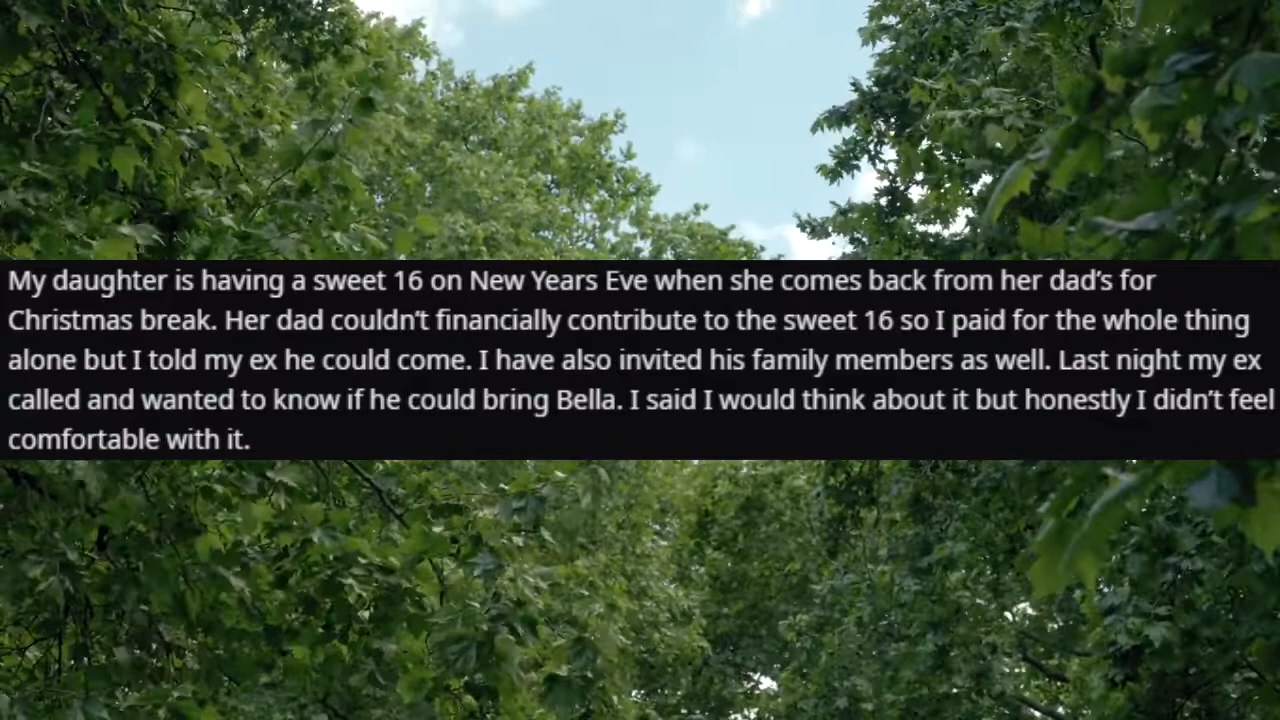 My daughter is having a sweet 16 on New Years Eve when she comes back from her dad’s for
Christmas break. Her dad couldn’t financially contribute to the sweet 16 so I paid for the whole thing
alone but I told my ex he could come. I have also invited his family members as well. Last night my ex
called and wanted to know if he could bring Bella. I said I would think about it but honestly I didn’t feel
comfortable with it.